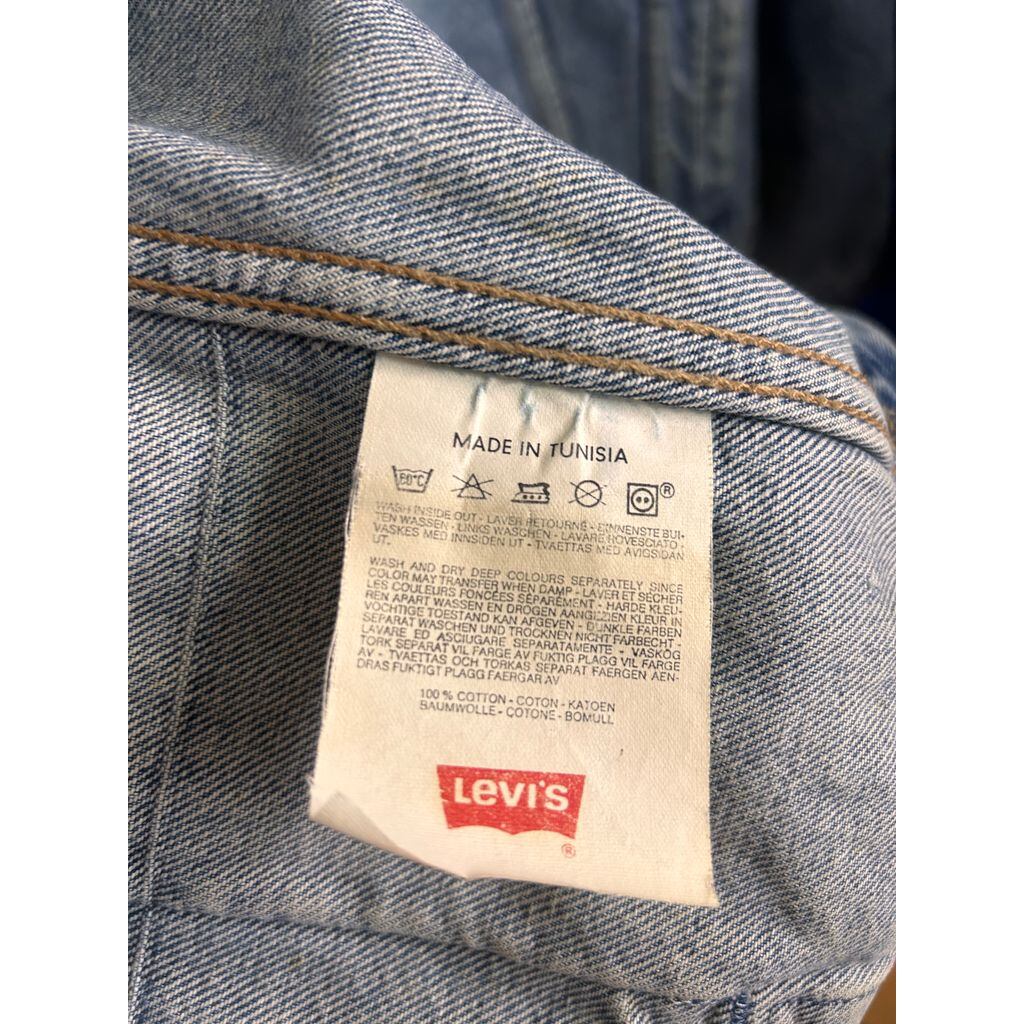 MADE IN TUNISIA
60°C ®
WASH INSIDE OUT - LAVER RETOURNÉ - BINNENSTE BUI-
TEN WASSEN - LINKS WASCHEN - LAVARE ROVESCIATO -
VASKES MED INNSIDEN UT - TVAETTAS MED AVIGSIDAN
UT.
WASH AND DRY DEEP COLOURS SEPARATELY SINCE
COLOR MAY TRANSFER WHEN DAMP - LAVER ET SÉCHER
LES COULEURS FONCÉES SÉPARÉMENT - HARDE KLEU-
REN APART WASSEN EN DROGEN AANGEZIEN KLEUR IN
VOCHTIGE TOESTAND KAN AFGEVEN - DUNKLE FARBEN
SEPARAT WASCHEN UND TROCKNEN NICHT FARBECHT -
LAVARE ED ASCIUGARE SEPARATAMENTE - VASKOG
TORK SEPARAT VIL FARGE AV FUKTIG PLAGG VIL FARGE
AV - TVAETTAS OCH TORKAS SEPARAT FAERGEN AEN-
DRAS FUKTIGT PLAGG FAERGAR AV
100 % COTTON - COTON - KATOEN
BAUMWOLLE - COTONE - BOMULL
LEVI'S
®